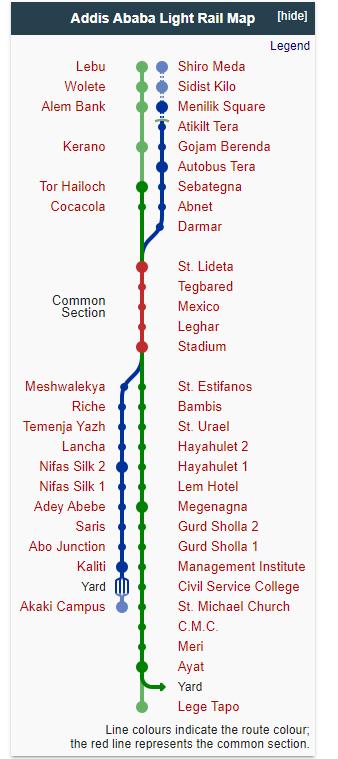 Addis Ababa Light Rail Map [hide]
Legend
Lebu Shiro Meda
Wolete Sidist Kilo
Alem Bank Menilik Square
Atikilt Tera
Kerano Gojam Berenda
Autobus Tera
Tor Hailoch Sebategna
Cocacola Abnet
Darmar
St. Lideta
Tegbared
Common
Section
Mexico
Leghar
Stadium
Meshwalekya St. Estifanos
Riche Bambis
Temenja Yazh St. Urael
Lancha Hayahulet 2
Nifas Silk 2 Hayahulet 1
Nifas Silk 1 Lem Hotel
Adey Abebe Megenagna
Saris Gurd Sholla 2
Abo Junction Gurd Sholla 1
Kaliti Management Institute
Yard Civil Service College
Akaki Campus St. Michael Church
C.M.C.
Meri
Ayat
Yard
Lege Tapo
Line colours indicate the route colour;
the red line represents the common section.